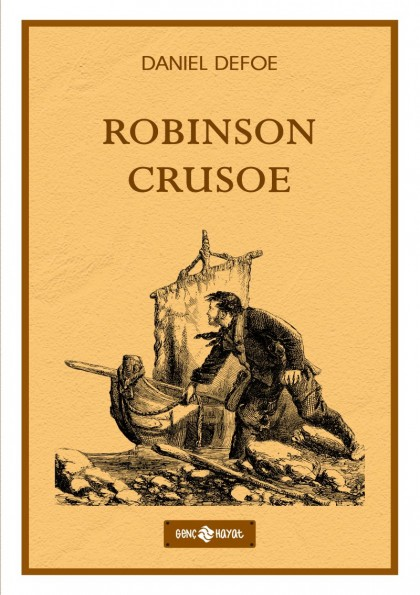 DANIEL DEFOE
ROBINSON
CRUSOE
GENÇ HAYAT